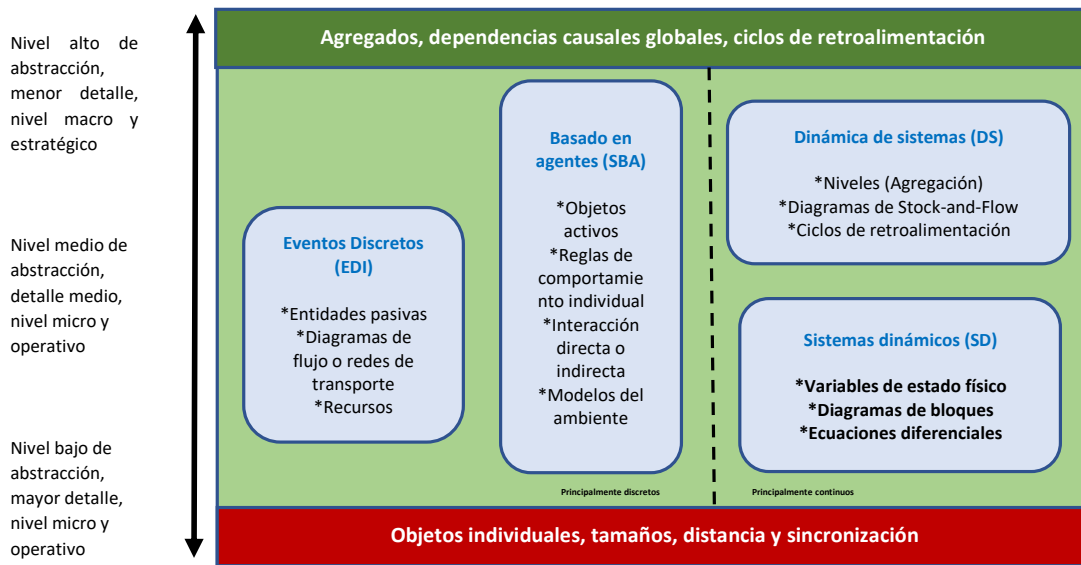 Nivel alto de
abstracción,
menor detalle,
nivel macro y
estratégico
Nivel medio de
abstracción,
detalle medio,
nivel micro y
operativo
Nivel bajo de
abstracción,
mayor detalle,
nivel micro y
operativo
Agregados, dependencias causales globales, ciclos de retroalimentación
Eventos Discretos
(EDI)
*Entidades pasivas
*Diagramas de
flujo o redes de
transporte
*Recursos
Basado en
agentes (SBA)
*Objetos
activos
*Reglas de
comportamie
nto individual
*Interacción
directa o
indirecta
*Modelos del
ambiente
Dinámica de sistemas (DS)
*Niveles (Agregación)
*Diagramas de Stock-and-Flow
*Ciclos de retroalimentación
Sistemas dinámicos (SD)
*Variables de estado físico
*Diagramas de bloques
*Ecuaciones diferenciales
Principalmente discretos
Principalmente continuos
Objetos individuales, tamaños, distancia y sincronización